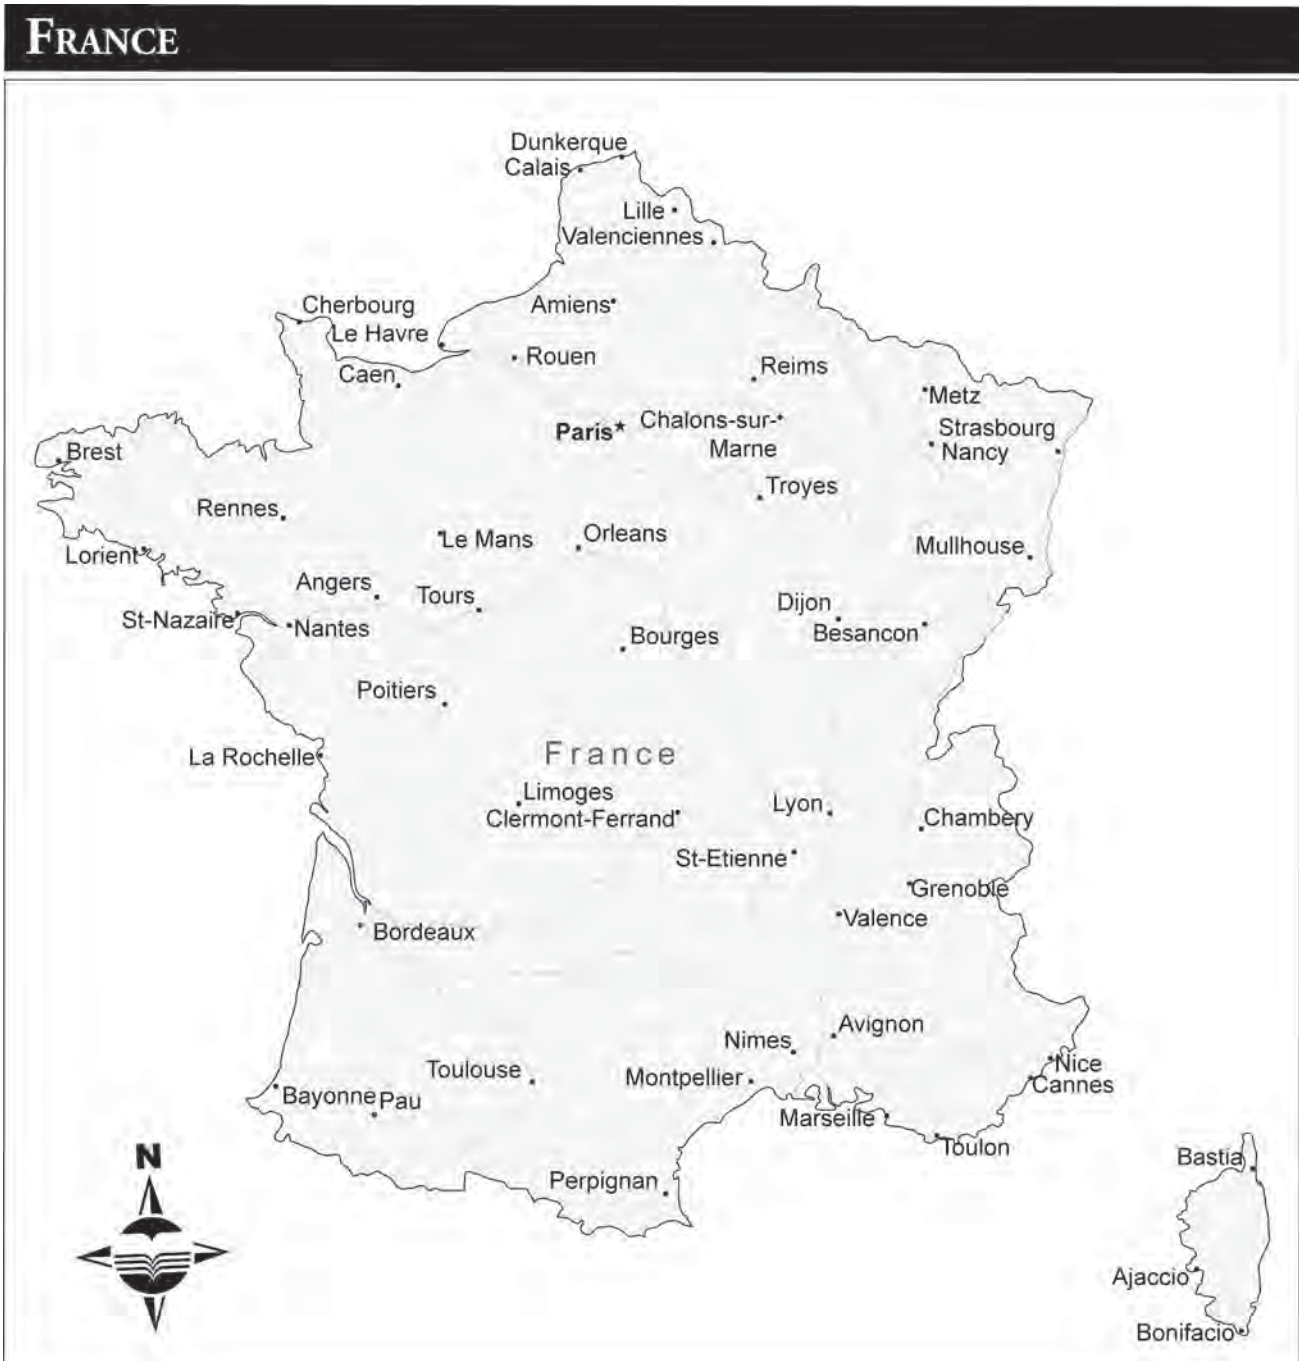 FRANCE
Dunkerque
Calais
Lille
Valenciennes
Amiens
Cherbourg
Le Havre
Rouen
Caen
Reims
Metz
Paris
Chalons-sur-
Marne
Strasbourg
Nancy
Brest
Troyes
Rennes
Le Mans
Orleans
Mullhouse
Lorient
Angers
Tours
Dijon
St-Nazaire
Nantes
Bourges
Besancon
Poitiers
France
La Rochelle
Limoges
Clermont-Ferrand
Lyon
Chambery
St-Etienne
Grenoble
Valence
Bordeaux
Avignon
Nimes
Nice
Toulouse
Montpellier
Cannes
Bayonne
Pau
Marseille
Toulon
Perpignan
N
Bastia
Ajaccio
Bonifacio